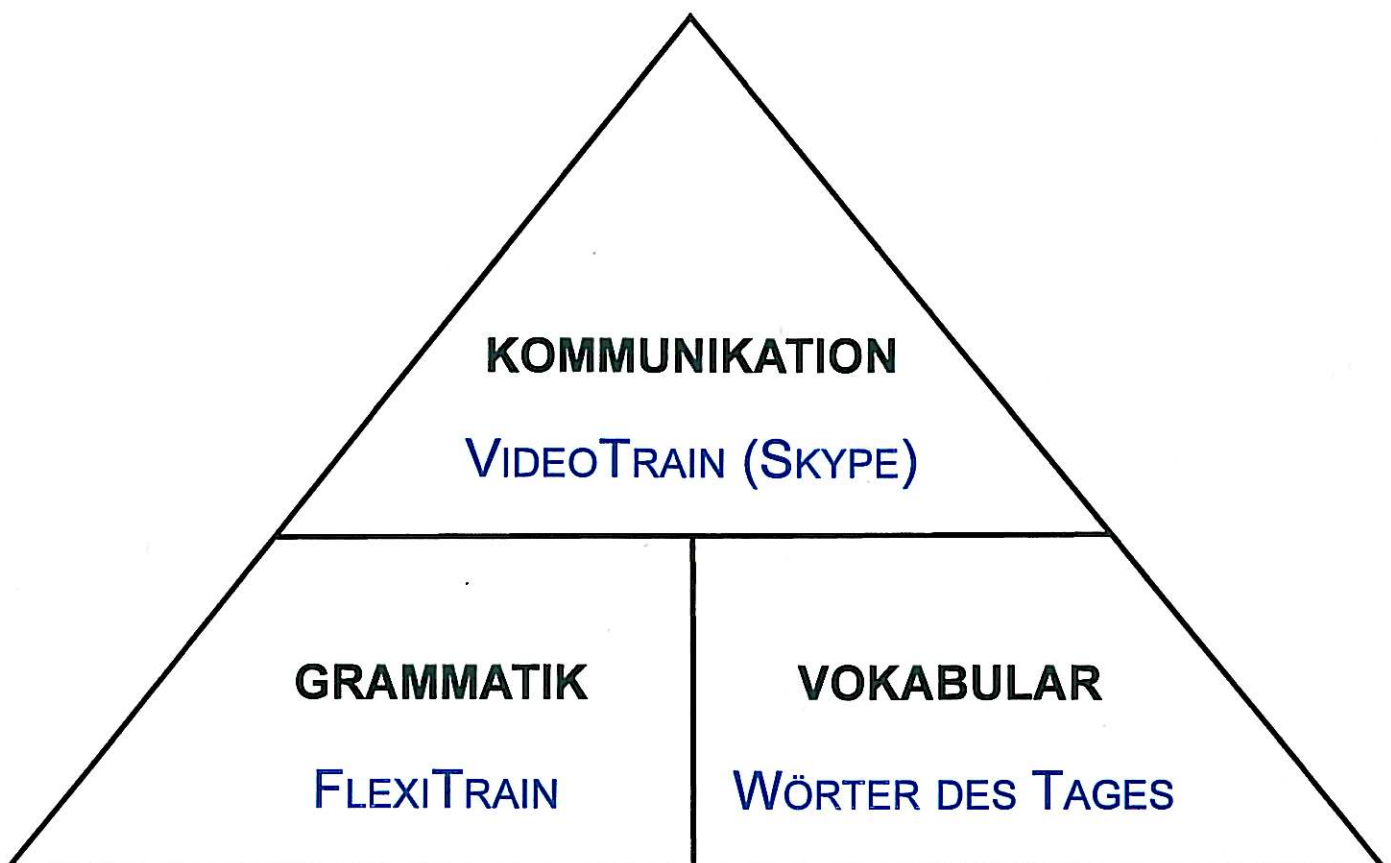 KOMMUNIKATION
VIDEOTRAIN (SKYPE)
GRAMMATIK
FLEXITRAIN
VOKABULAR
WÖRTER DES TAGES